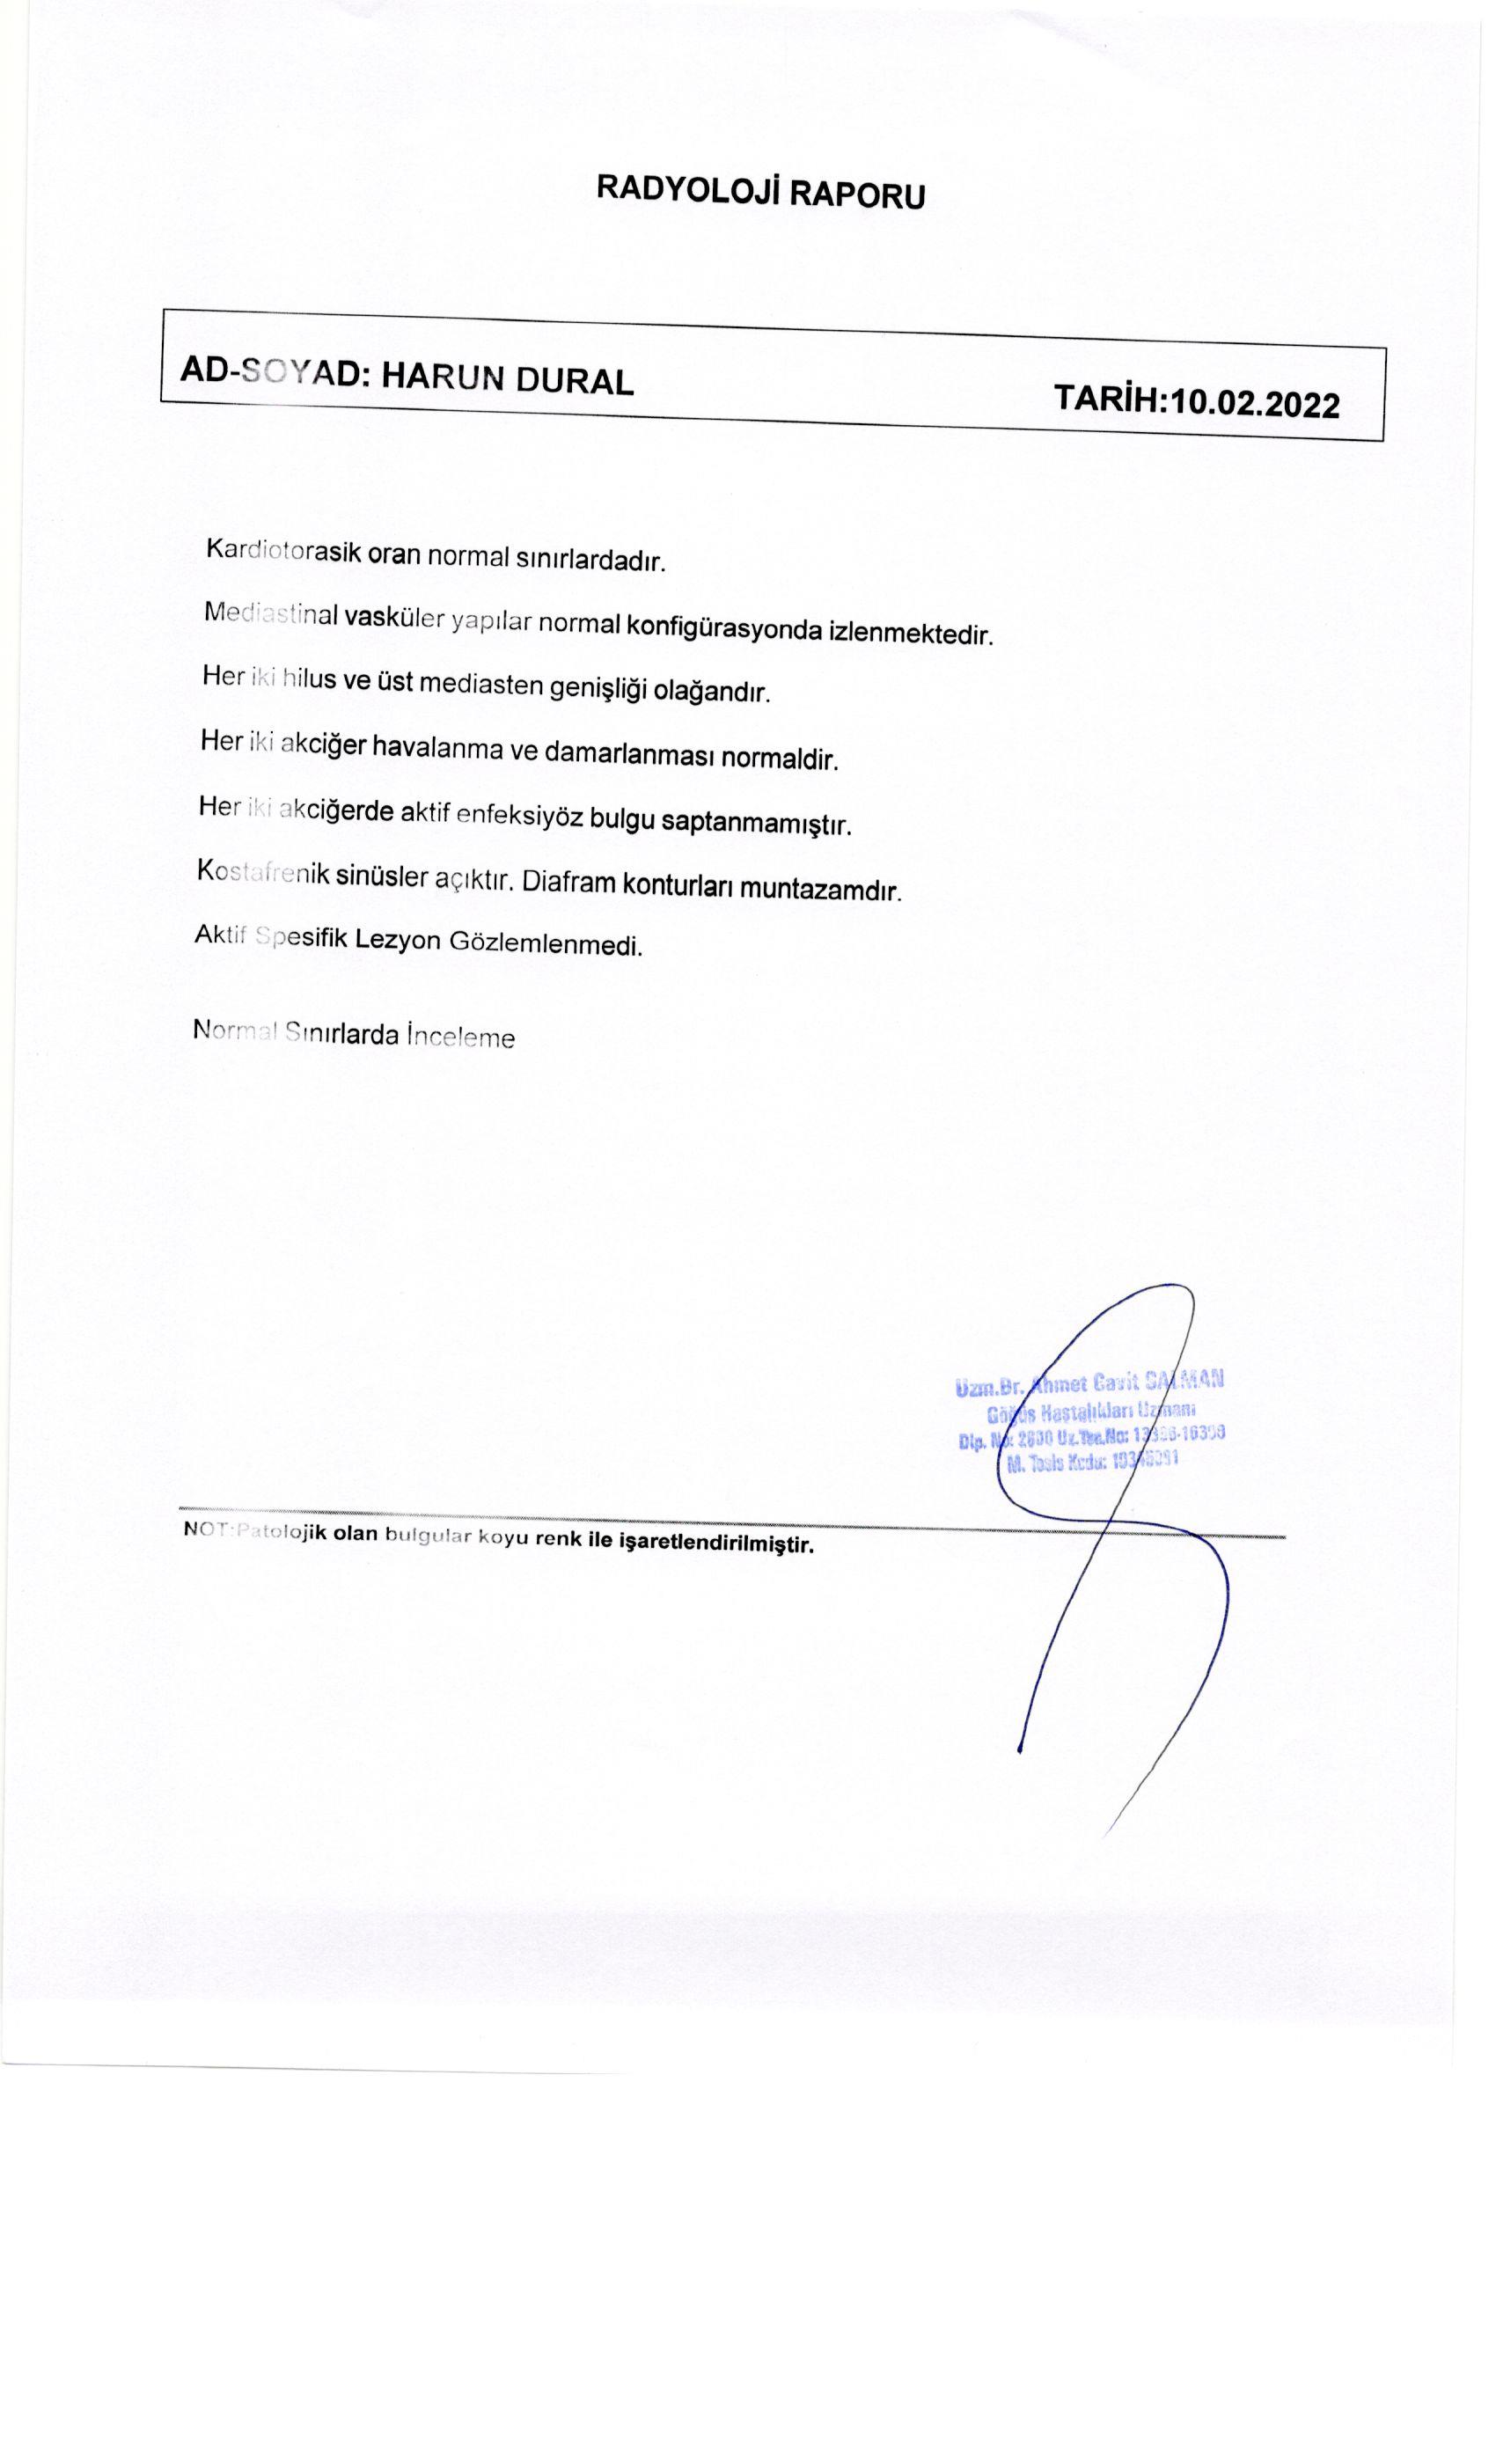 RADYOLOJİ RAPORU
AD-SOYAD: HARUN DURAL
TARİH:10.02.2022
Kardiotorasik oran normal sınırlardadır.
Mediastinal vasküler yapılar normal konfigürasyonda izlenmektedir.
Her iki hilus ve üst mediasten genişliği olağandır.
Her iki akciğer havalanma ve damarlanması normaldir.
Her iki akciğerde aktif enfeksiyöz bulgu saptanmamıştır.
Kostafrenik sinüsler açıktır. Diafram konturları muntazamdır.
Aktif Spesifik Lezyon Gözlemlenmedi.
Normal Sınırlarda İnceleme
Uzm.Dr. Ahmet Cavit SALMAN
Göğüs Hastalıkları Uzmanı
Dip. No: Uz.Tes.No:
M. Tesis Kodu:
NOT:Patolojik olan bulgular koyu renk ile işaretlendirilmiştir.